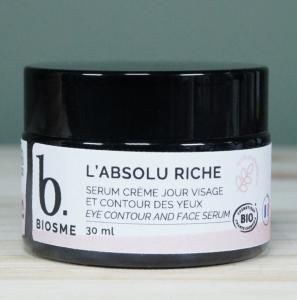 b.
BIOSME
L'ABSOLU RICHE
SERUM CRÈME JOUR VISAGE
ET CONTOUR DES YEUX
EYE CONTOUR AND FACE SERUM
30 ml
BIO